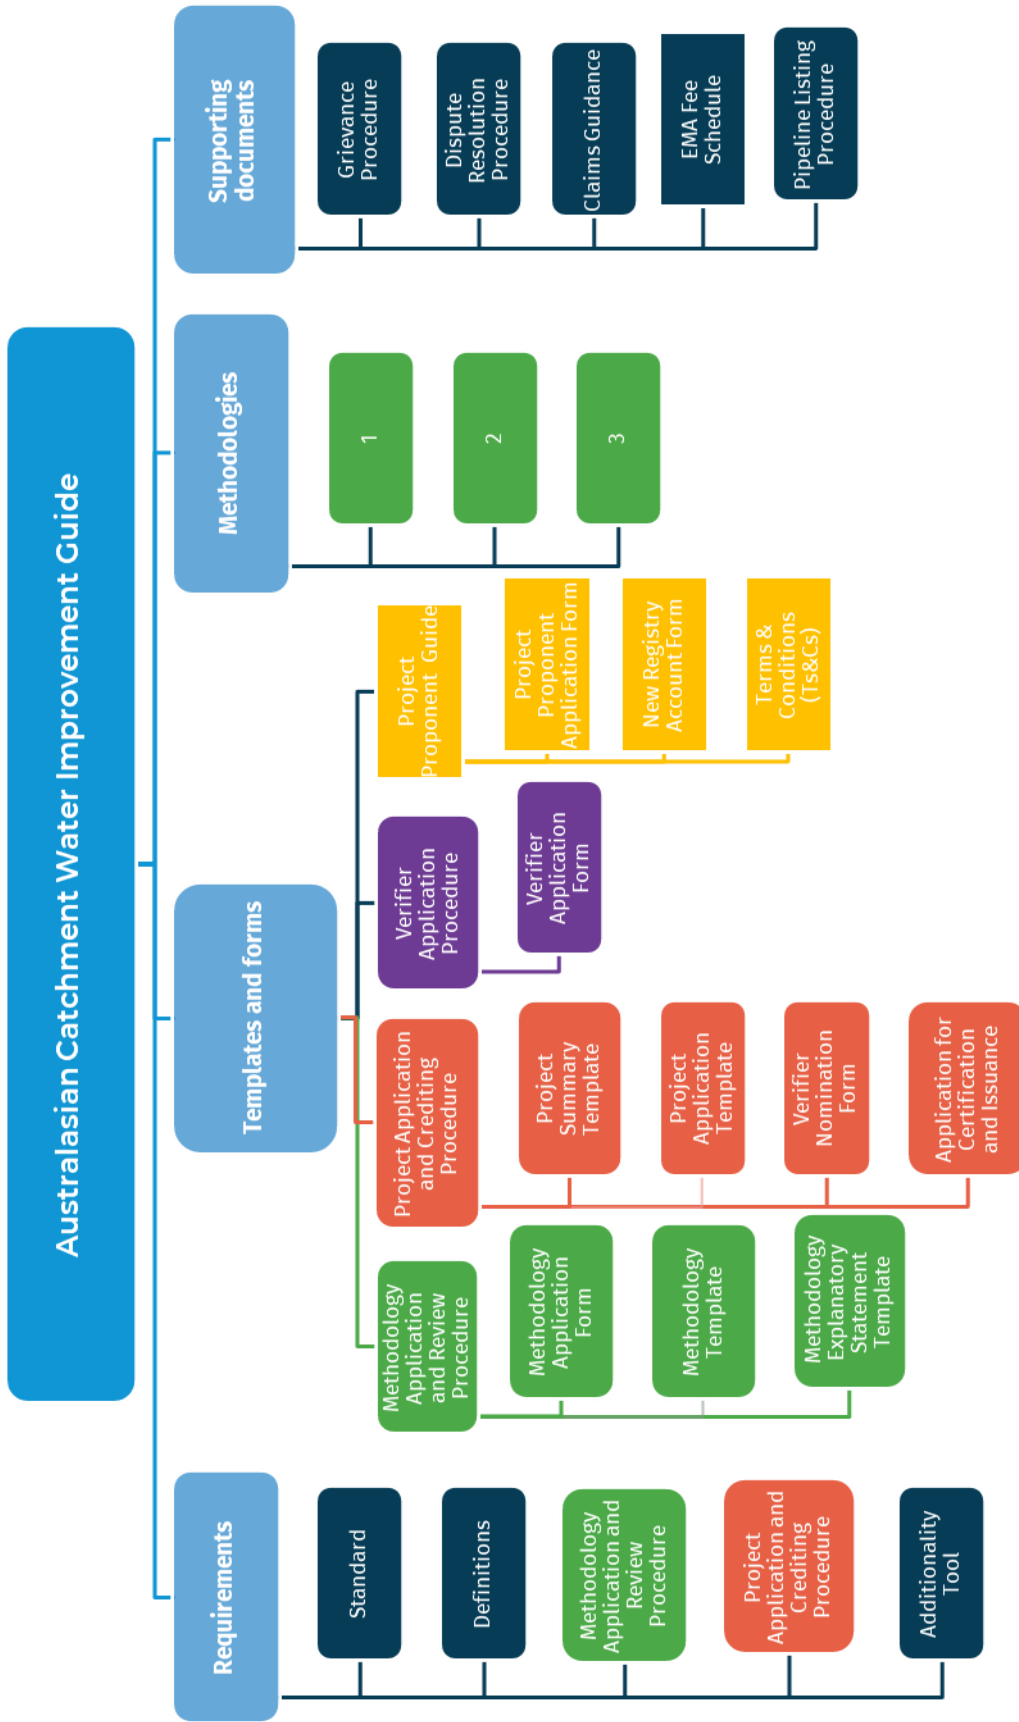 Australasian Catchment Water Improvement Guide
Requirements
Standard
Definitions
Methodology
Application and
Review
Procedure
Project
Application and
Crediting
Procedure
Additionality
Tool
Templates and forms
Methodology
Application
and Review
Procedure
Methodology
Application
Form
Methodology
Template
Methodology
Explanatory
Statement
Template
Project Application
and Crediting
Procedure
Project
Summary
Template
Project
Application
Template
Verifier
Nomination
Form
Application for
Certification
and Issuance
Verifier
Application
Procedure
Verifier
Application
Form
Project
Proponent Guide
Project
Proponent
Application Form
New Registry
Account Form
Terms &
Conditions
(Ts&Cs)
Methodologies
1
2
3
Supporting
documents
Grievance
Procedure
Dispute
Resolution
Procedure
Claims Guidance
EMA Fee
Schedule
Pipeline Listing
Procedure